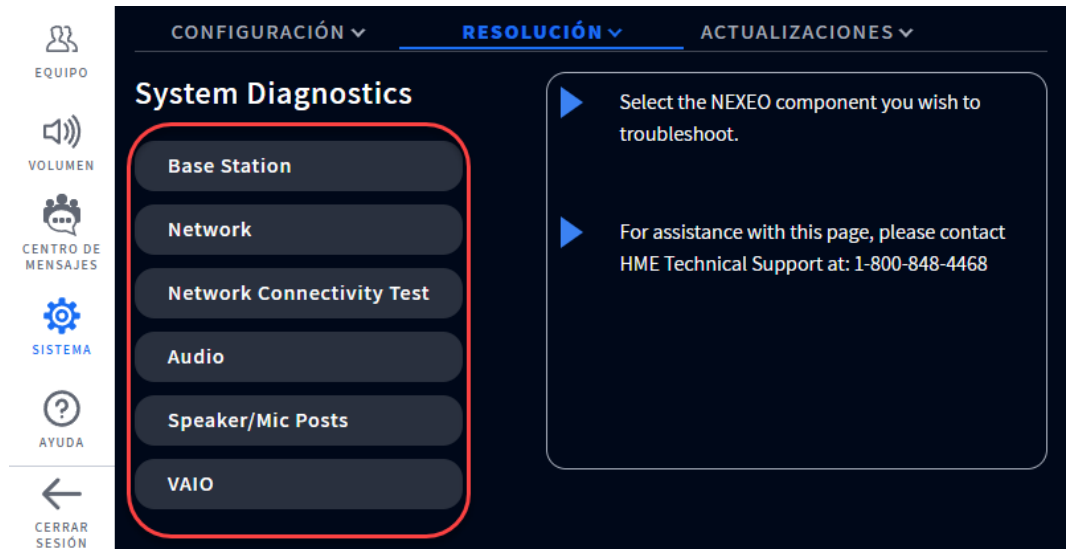 EQUIPO
VOLUMEN
CENTRO DE
MENSAJES
SISTEMA
AYUDA
CERRAR
SESIÓN
CONFIGURACIÓN
RESOLUCIÓN
ACTUALIZACIONES
System Diagnostics
Base Station
Network
Network Connectivity Test
Audio
Speaker/Mic Posts
VAIO
Select the NEXEO component you wish to
troubleshoot.
For assistance with this page, please contact
HME Technical Support at: 1-800-848-4468